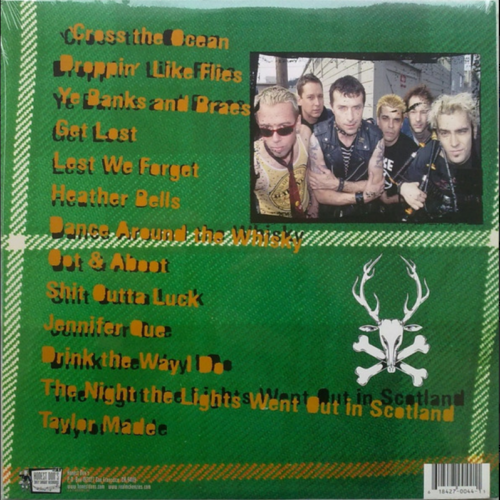 Cross the Ocean
Droppin' Like Flies
Ye Banks and Braes
Get Lost
Lest We Forget
Heather Bells
Dance Around the Whisky
Oot & Aboot
Shit Outta Luck
Jennifer Que
Drink the Way I Do
The Night the Lights Went Out in Scotland
Taylor Made